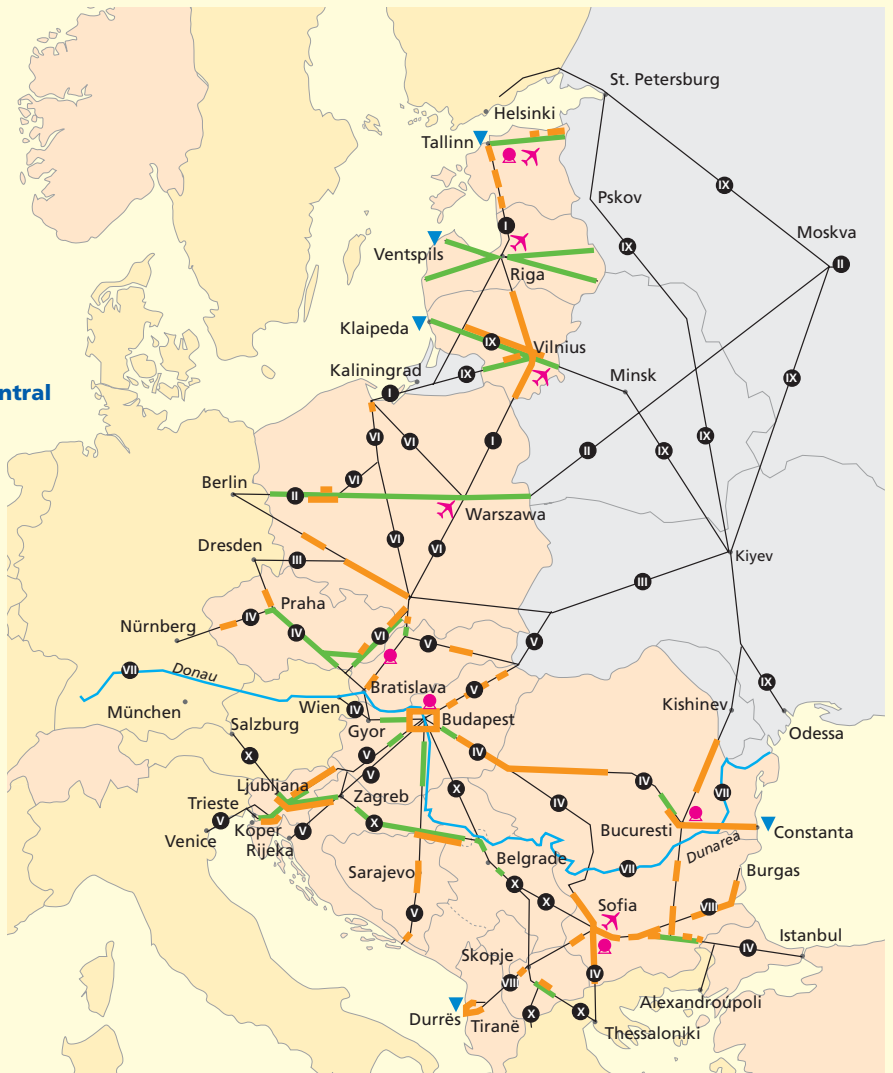 St. Petersburg
Helsinki
Tallinn
IX
Pskov
I
Moskva
IX
Ventspils
II
Riga
Klaipeda
IX
Vilnius
Kaliningrad
IX
Minsk
IX
ntral
I
VI
VI
I
IX
IX
II
VI
Berlin
II
Warszawa
VI
Dresden
VI
III
Kiyev
III
Praha
IV
Nürnberg
IV
VI
V
V
VII
Donau
IX
Bratislava
V
München
Wien
IV
Kishinev
Salzburg
Gyor
Budapest
Odessa
X
V
IV
V
IV
VII
Ljubljana
X
Zagreb
IV
Trieste
V
Koper
X
V
Bucuresti
Constanta
Venice
Rijeka
Dunarea
Belgrade
VII
Sarajevo
Burgas
X
X
Sofia
VII
V
Istanbul
IV
Skopje
IV
VIII
Alexandroupoli
Durrës
Tiranë
X
X
Thessaloniki